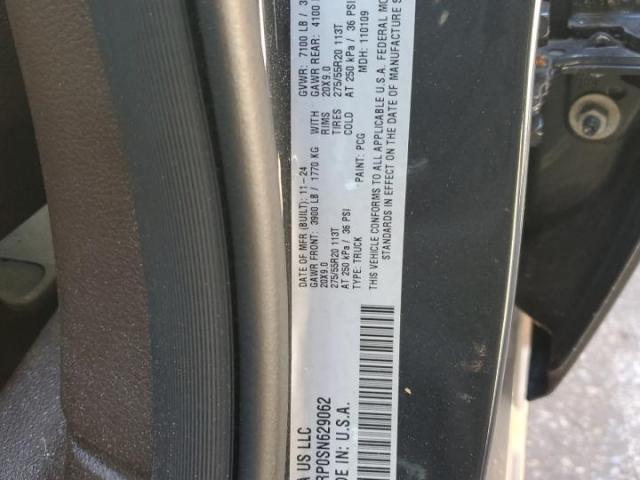 A US LLC
DATE OF MFR (BUILT): 11-24
GVWR: 7100 LB /
GAWR FRONT: 3900 LB / 1770 KG WITH
GAWR REAR: 4100
20X9.0 RIMS 20X9.0
275/55R20 113T TIRES 275/55R20 113T
AT 250 kPa / 36 PSI COLD AT 250 kPa / 36 PSI
TYPE: TRUCK
PAINT: PCG
MDH: 110109
THIS VEHICLE CONFORMS TO ALL APPLICABLE U.S.A. FEDERAL
STANDARDS IN EFFECT ON THE DATE OF MANUFACTURE
RP0SN629062
DE IN: U.S.A.